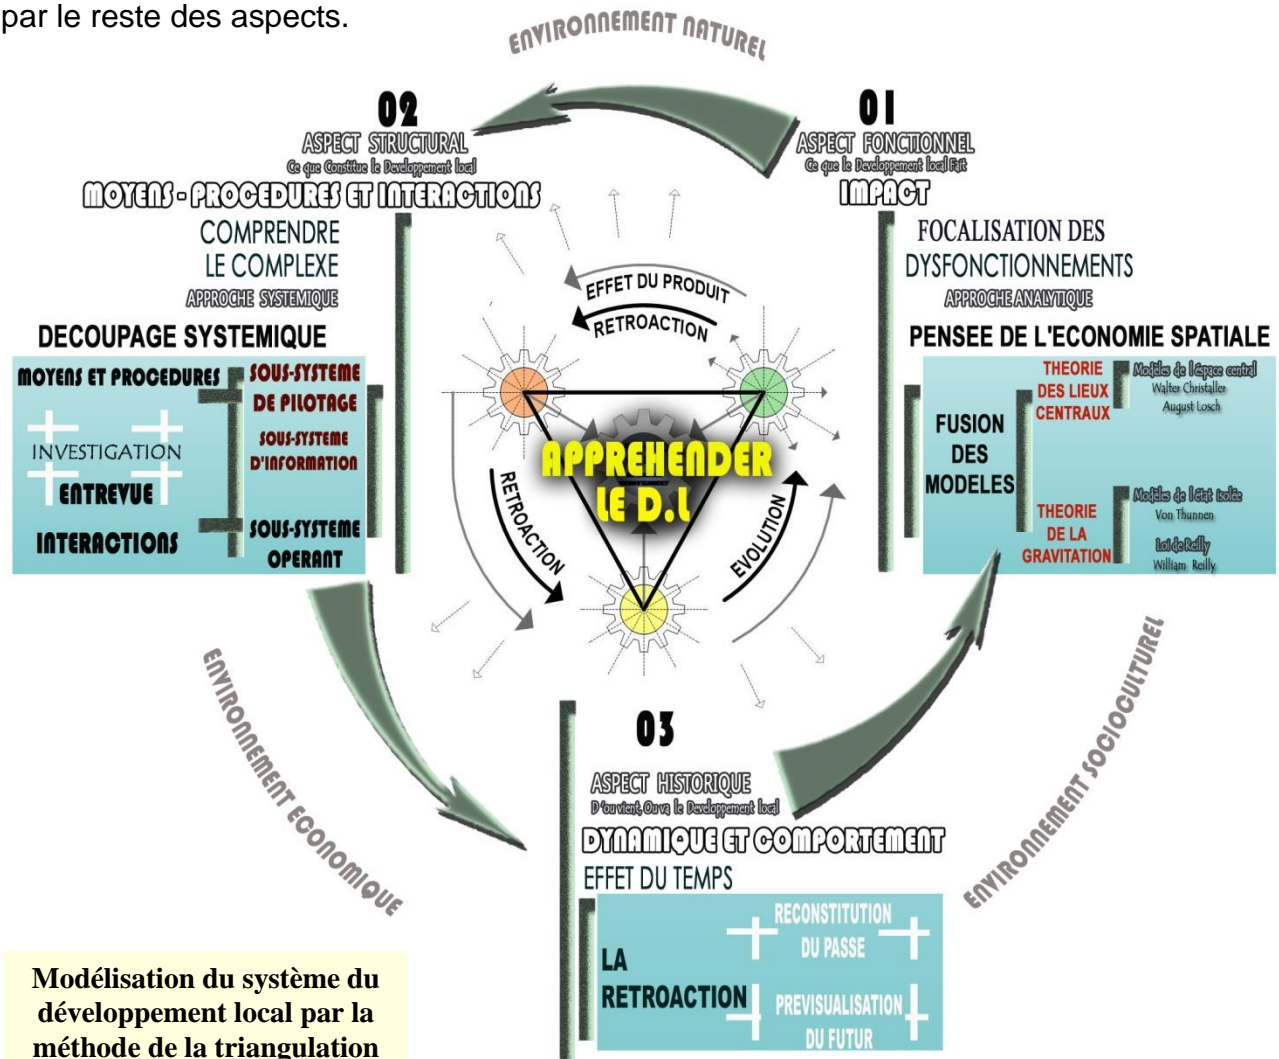 par le reste des aspects.
ENVIRONNEMENT NATUREL
02
ASPECT STRUCTURAL
Ce que Constitue le Developpement local
MOYENS - PROCEDURES ET INTERACTIONS
COMPRENDRE
LE COMPLEXE
APPROCHE SYSTEMIQUE
DECOUPAGE SYSTEMIQUE
MOYENS ET PROCEDURES
INVESTIGATION
ENTREVUE
INTERACTIONS
SOUS-SYSTEME
DE PILOTAGE
SOUS-SYSTEME
D'INFORMATION
SOUS-SYSTEME
OPERANT
01
ASPECT FONCTIONNEL
Ce que le Developpement local Fait
IMPACT
FOCALISATION DES
DYSFONCTIONNEMENTS
APPROCHE ANALYTIQUE
PENSEE DE L'ECONOMIE SPATIALE
FUSION
DES
MODELES
THEORIE
DES LIEUX
CENTRAUX
Modèles de l'éspace central
Walter Christaller
August Losch
THEORIE
DE LA
GRAVITATION
Modèles de l'état isolée
Von Thunnen
Loi de Reilly
William Reilly
EFFET DU PRODUIT
RETROACTION
APPREHENDER
LE D.L
RETROACTION
EVOLUTION
ENVIRONNEMENT ECONOMIQUE
ENVIRONNEMENT SOCIOCULTUREL
03
ASPECT HISTORIQUE
D'ou vient, Ou va le Developpement local
DYNAMIQUE ET COMPORTEMENT
EFFET DU TEMPS
LA
RETROACTION
RECONSTITUTION
DU PASSE
PREVISUALISATION
DU FUTUR
Modélisation du système du
développement local par la
méthode de la triangulation